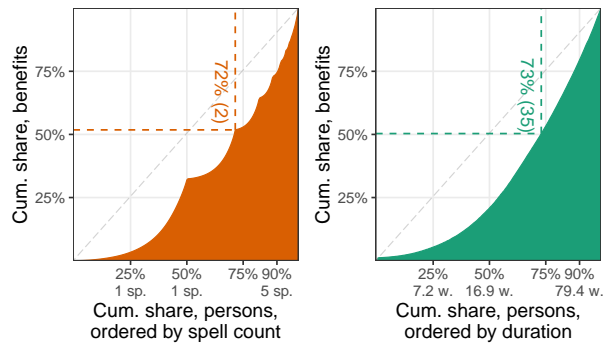 Cum. share, benefits
75%
50%
25%
72% (2)
25% 50% 75% 90%
1 sp. 1 sp. 5 sp.
Cum. share, persons,
ordered by spell count
Cum. share, benefits
75%
50%
25%
73% (35)
25% 50% 75% 90%
7.2 w. 16.9 w. 79.4 w.
Cum. share, persons,
ordered by duration